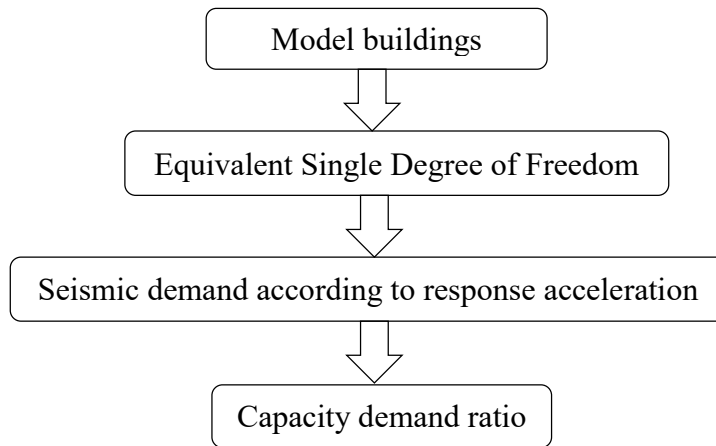 Model buildings
Equivalent Single Degree of Freedom
Seismic demand according to response acceleration
Capacity demand ratio